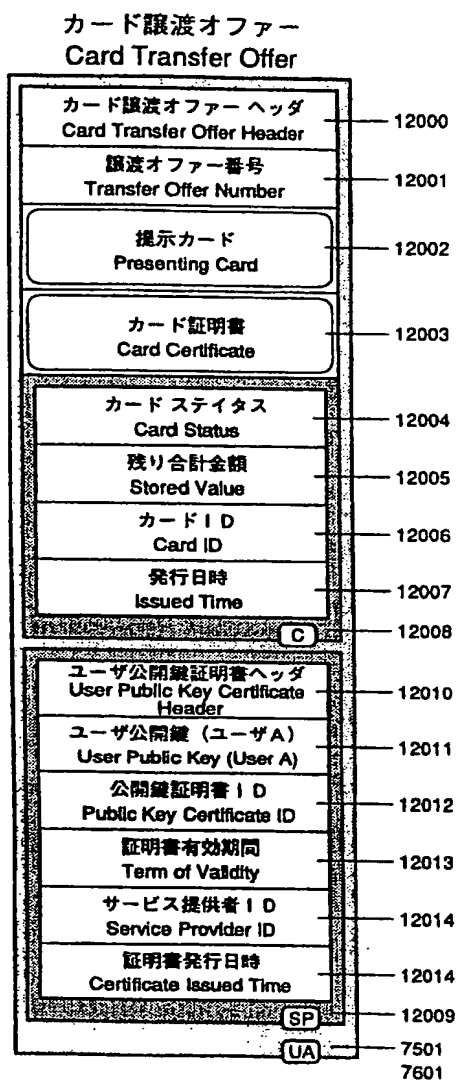 カード譲渡オファー
Card Transfer Offer
カード譲渡オファー ヘッダ
Card Transfer Offer Header
12000
譲渡オファー番号
Transfer Offer Number
12001
提示カード
Presenting Card
12002
カード証明書
Card Certificate
12003
カード ステイタス
Card Status
12004
残り合計金額
Stored Value
12005
カードID
Card ID
12006
発行日時
Issued Time
12007
C
12008
ユーザ公開鍵証明書ヘッダ
User Public Key Certificate
Header
12010
ユーザ公開鍵（ユーザA）
User Public Key (User A)
12011
公開鍵証明書ID
Public Key Certificate ID
12012
証明書有効期間
Term of Validity
12013
サービス提供者ID
Service Provider ID
12014
証明書発行日時
Certificate Issued Time
12014
SP
12009
UA
7501
7601